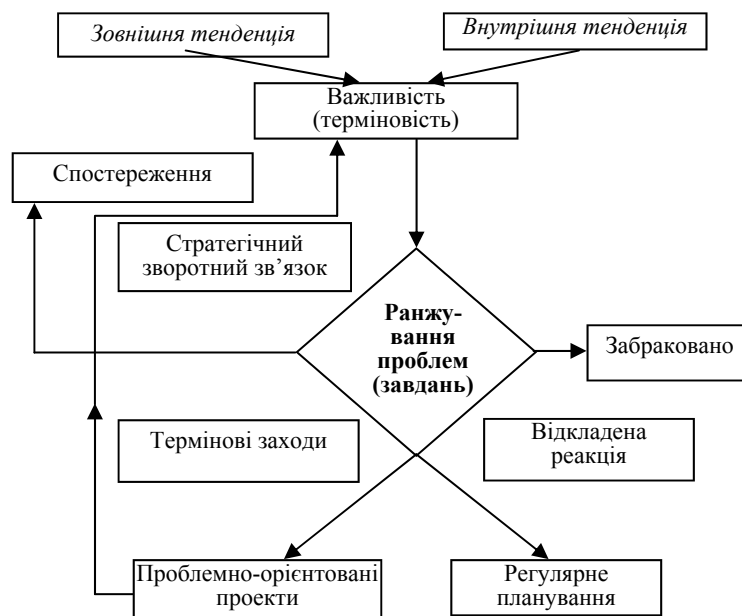 Зовнішня тенденція
Внутрішня тенденція
Важливість
(терміновість)
Спостереження
Стратегічний
зворотний зв’язок
Ранжу-
вання
проблем
(завдань)
Забраковано
Термінові заходи
Відкладена
реакція
Проблемно-орієнтовані
проекти
Регулярне
планування